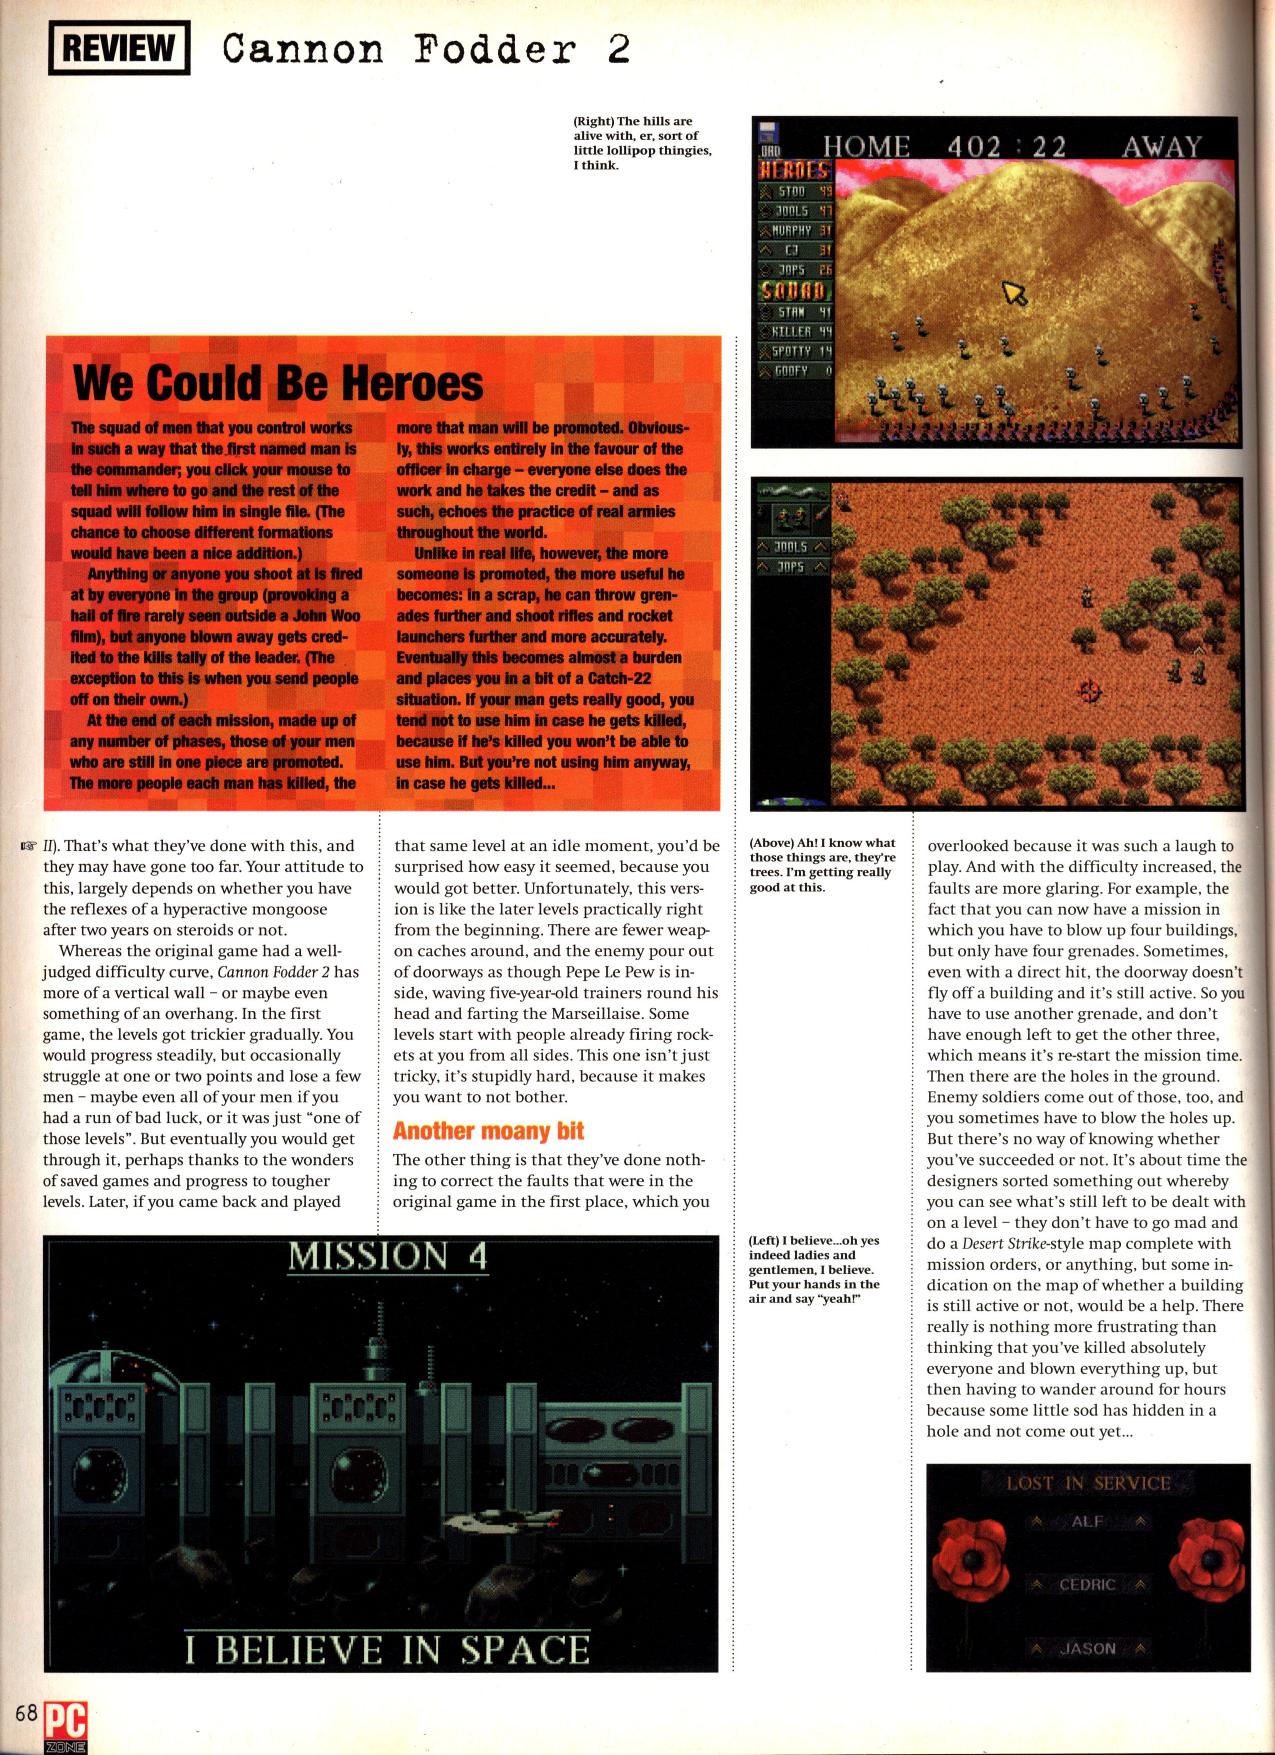 REVIEW Cannon Fodder 2
(Right) The hills are
alive with, er, sort of
little lollipop thingies,
I think.
HOME 402 : 22 AWAY
HEROES
STOO 49
JOOLS 47
MURPHY 31
CJ 31
JOPS 26
SQUAD
STAN 41
KILLER 44
SPOTTY 14
GOOFY 0
We Could Be Heroes
The squad of men that you control works
in such a way that the first named man is
the commander; you click your mouse to
tell him where to go and the rest of the
squad will follow him in single file. (The
chance to choose different formations
would have been a nice addition.)
Anything or anyone you shoot at is fired
at by everyone in the group (provoking a
hail of fire rarely seen outside a John Woo
film), but anyone blown away gets cred-
ited to the kills tally of the leader. (The
exception to this is when you send people
off on their own.)
At the end of each mission, made up of
any number of phases, those of your men
who are still in one piece are promoted.
The more people each man has killed, the
more that man will be promoted. Obvious-
ly, this works entirely in the favour of the
officer in charge – everyone else does the
work and he takes the credit – and as
such, echoes the practice of real armies
throughout the world.
Unlike in real life, however, the more
someone is promoted, the more useful he
becomes: in a scrap, he can throw gren-
ades further and shoot rifles and rocket
launchers further and more accurately.
Eventually this becomes almost a burden
and places you in a bit of a Catch-22
situation. If your man gets really good, you
tend not to use him in case he gets killed,
because if he's killed you won't be able to
use him. But you're not using him anyway,
in case he gets killed...
JOOLS
JOPS
☞ II). That's what they've done with this, and
they may have gone too far. Your attitude to
this, largely depends on whether you have
the reflexes of a hyperactive mongoose
after two years on steroids or not.
Whereas the original game had a well-
judged difficulty curve, Cannon Fodder 2 has
more of a vertical wall – or maybe even
something of an overhang. In the first
game, the levels got trickier gradually. You
would progress steadily, but occasionally
struggle at one or two points and lose a few
men – maybe even all of your men if you
had a run of bad luck, or it was just “one of
those levels”. But eventually you would get
through it, perhaps thanks to the wonders
of saved games and progress to tougher
levels. Later, if you came back and played
that same level at an idle moment, you'd be
surprised how easy it seemed, because you
would got better. Unfortunately, this vers-
ion is like the later levels practically right
from the beginning. There are fewer weap-
on caches around, and the enemy pour out
of doorways as though Pepe Le Pew is in-
side, waving five-year-old trainers round his
head and farting the Marseillaise. Some
levels start with people already firing rock-
ets at you from all sides. This one isn't just
tricky, it's stupidly hard, because it makes
you want to not bother.
Another moany bit
The other thing is that they've done noth-
ing to correct the faults that were in the
original game in the first place, which you
(Above) Ah! I know what
those things are, they're
trees. I'm getting really
good at this.
overlooked because it was such a laugh to
play. And with the difficulty increased, the
faults are more glaring. For example, the
fact that you can now have a mission in
which you have to blow up four buildings,
but only have four grenades. Sometimes,
even with a direct hit, the doorway doesn't
fly off a building and it's still active. So you
have to use another grenade, and don't
have enough left to get the other three,
which means it's re-start the mission time.
Then there are the holes in the ground.
Enemy soldiers come out of those, too, and
you sometimes have to blow the holes up.
But there's no way of knowing whether
you've succeeded or not. It's about time the
designers sorted something out whereby
you can see what's still left to be dealt with
on a level – they don't have to go mad and
do a Desert Strike-style map complete with
mission orders, or anything, but some in-
dication on the map of whether a building
is still active or not, would be a help. There
really is nothing more frustrating than
thinking that you've killed absolutely
everyone and blown everything up, but
then having to wander around for hours
because some little sod has hidden in a
hole and not come out yet...
MISSION 4
I BELIEVE IN SPACE
(Left) I believe...oh yes
indeed ladies and
gentlemen, I believe.
Put your hands in the
air and say “yeah!”
LOST IN SERVICE
ALF
CEDRIC
JASON
68 PC
ZONE